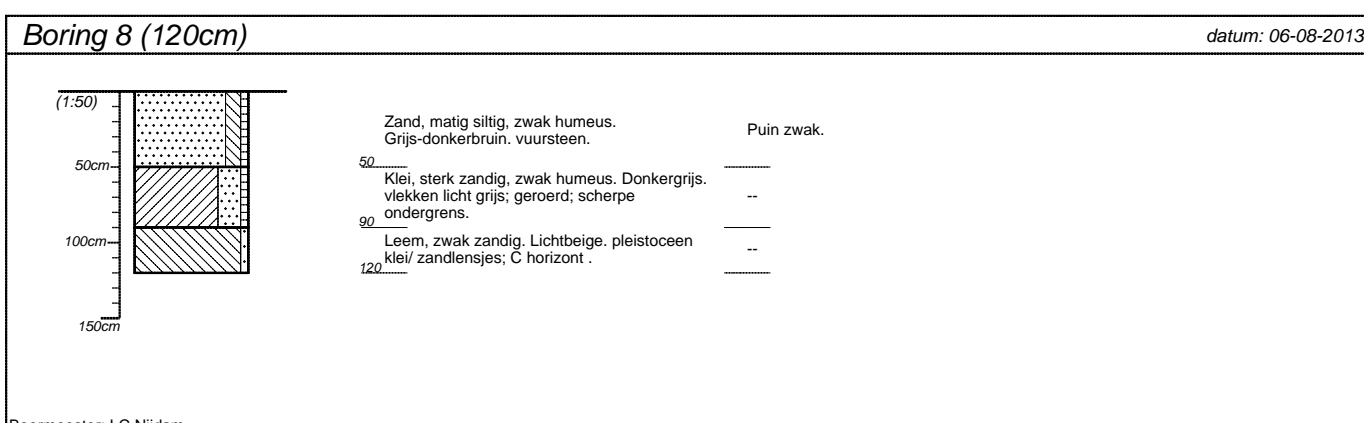 Boring 8 (120cm)
datum: 06-08-2013
(1:50)
50cm
100cm
150cm
Zand, matig siltig, zwak humeus.
Grijs-donkerbruin. vuursteen.
Puin zwak.
50
Klei, sterk zandig, zwak humeus. Donkergrijs.
vlekken licht grijs; geroerd; scherpe
ondergrens.
--
90
Leem, zwak zandig. Lichtbeige. pleistoceen
klei/ zandlensjes; C horizont .
--
120